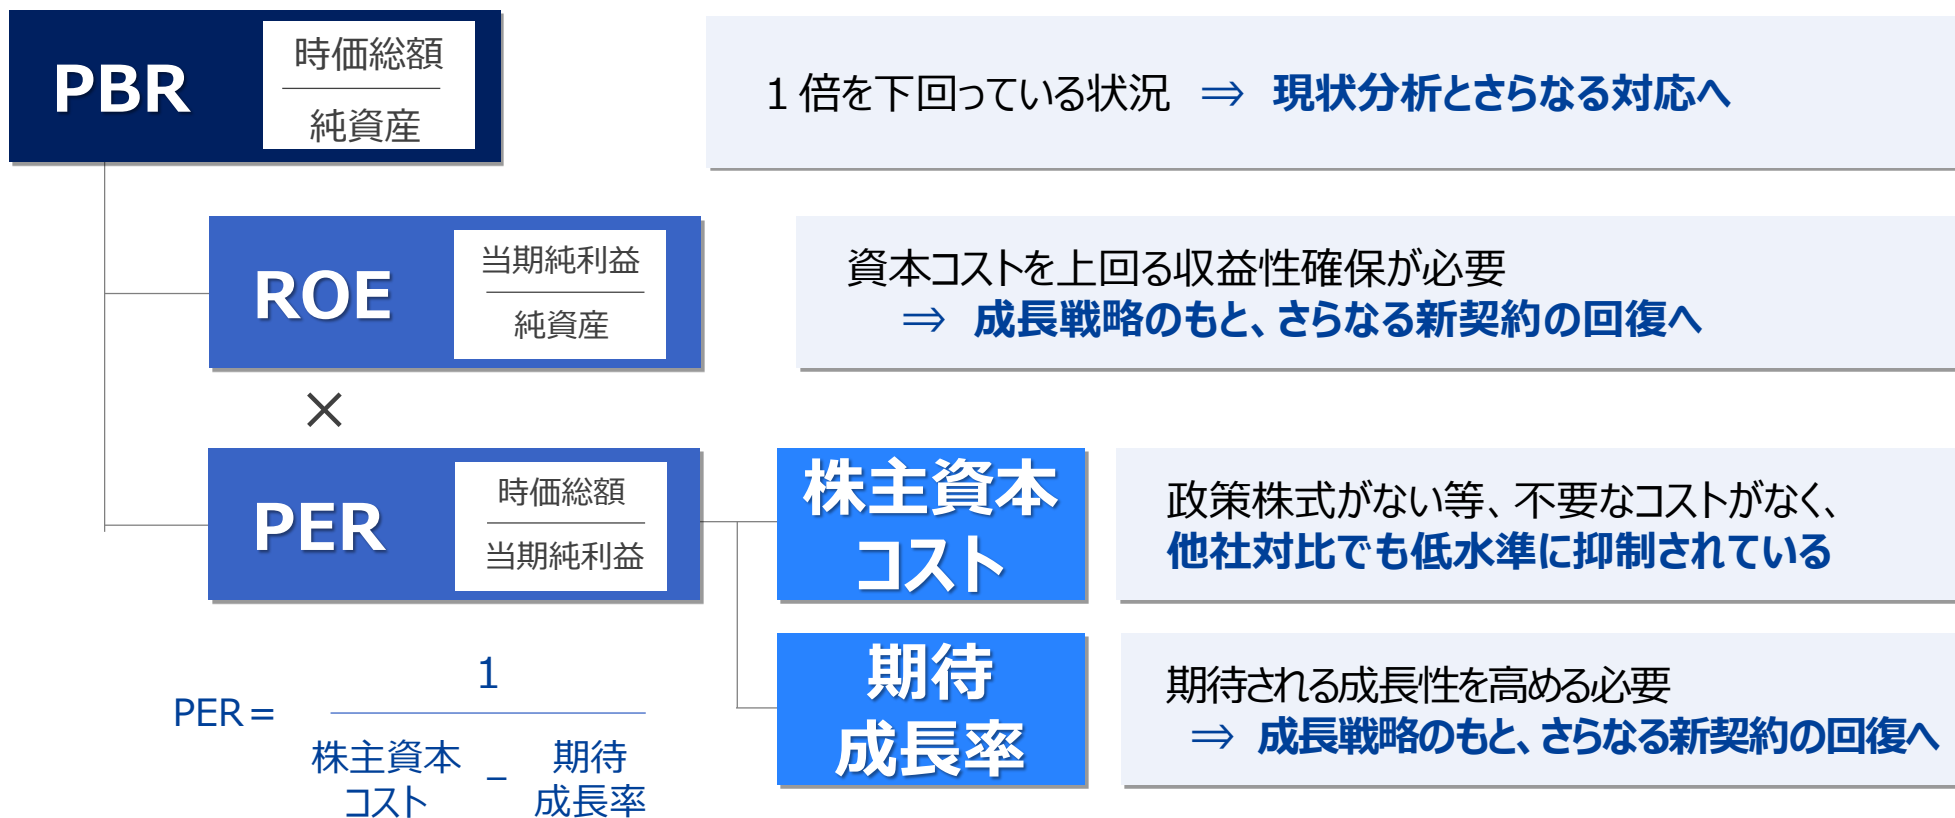 PBR
時価総額
純資産
1倍を下回っている状況 ⇒ 現状分析とさらなる対応へ
ROE
当期純利益
純資産
資本コストを上回る収益性確保が必要
⇒ 成長戦略のもと、さらなる新契約の回復へ
×
PER
時価総額
当期純利益
株主資本
コスト
政策株式がない等、不要なコストがなく、
他社対比でも低水準に抑制されている
期待
成長率
期待される成長性を高める必要
⇒ 成長戦略のもと、さらなる新契約の回復へ
1
PER=
株主資本
コスト
−
期待
成長率